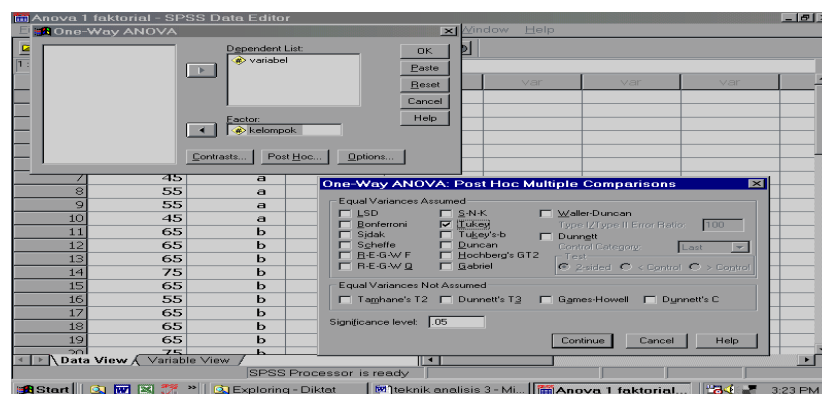 Anova 1 faktorial - SPSS Data Editor
One-Way ANOVA
Window Help
Dependent List:
variabel
OK
Paste
Reset
Cancel
Help
Factor:
kelompok
Contrasts... Post Hoc... Options...
var var var
7 45 a
8 55 a
9 55 a
10 45 a
11 65 b
12 65 b
13 65 b
14 75 b
15 65 b
16 55 b
17 65 b
18 65 b
19 65 b
20 75 b
One-Way ANOVA: Post Hoc Multiple Comparisons
Equal Variances Assumed
LSD S-N-K Waller-Duncan
Bonferroni Tukey Type I/Type II Error Ratio: 100
Sidak Tukey's-b Dunnett
Scheffe Duncan Control Category: Last
R-E-G-W F Hochberg's GT2 Test
R-E-G-W Q Gabriel 2-sided < Control > Control
Equal Variances Not Assumed
Tamhane's T2 Dunnett's T3 Games-Howell Dunnett's C
Significance level: .05
Continue Cancel Help
Data View Variable View
SPSS Processor is ready
Start Exploring - Diktat teknik analisis 3 - Mi... Anova 1 faktorial... 3:23 PM